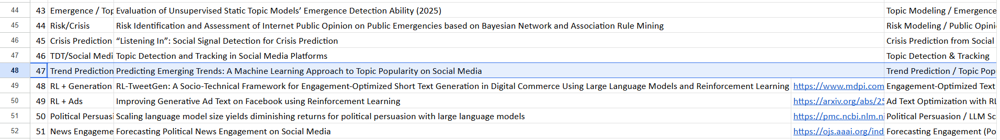 44 43 Emergence / Top Evaluation of Unsupervised Static Topic Models’ Emergence Detection Ability (2025) Topic Modeling / Emergence
45 44 Risk/Crisis Risk Identification and Assessment of Internet Public Opinion on Public Emergencies based on Bayesian Network and Association Rule Mining Risk Modeling / Public Opini
46 45 Crisis Prediction “Listening In”: Social Signal Detection for Crisis Prediction Crisis Prediction from Social
47 46 TDT/Social Medi Topic Detection and Tracking in Social Media Platforms Topic Detection & Tracking
48 47 Trend Prediction Predicting Emerging Trends: A Machine Learning Approach to Topic Popularity on Social Media Trend Prediction / Topic Pop
49 48 RL + Generation RL-TweetGen: A Socio-Technical Framework for Engagement-Optimized Short Text Generation in Digital Commerce Using Large Language Models and Reinforcement Learning https://www.mdpi.com Engagement-Optimized Text
50 49 RL + Ads Improving Generative Ad Text on Facebook using Reinforcement Learning https://arxiv.org/abs/25 Ad Text Optimization with RL
51 50 Political Persuasi Scaling language model size yields diminishing returns for political persuasion with large language models https://pmc.ncbi.nlm.ni Political Persuasion / LLM Sc
52 51 News Engageme Forecasting Political News Engagement on Social Media https://ojs.aaai.org/ind Forecasting Engagement (Po